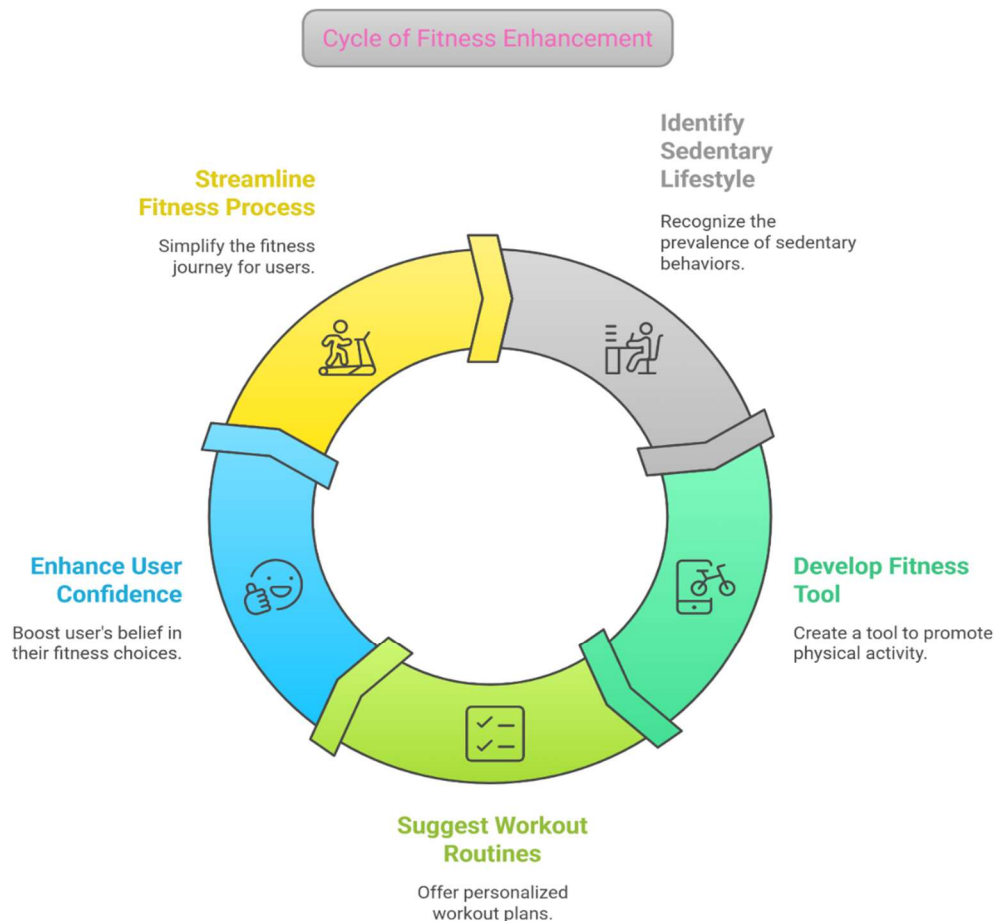 Cycle of Fitness Enhancement
Identify
Sedentary
Lifestyle
Recognize the
prevalence of sedentary
behaviors.
Streamline
Fitness Process
Simplify the fitness
journey for users.
Enhance User
Confidence
Boost user's belief in
their fitness choices.
Develop Fitness
Tool
Create a tool to promote
physical activity.
Suggest Workout
Routines
Offer personalized
workout plans.